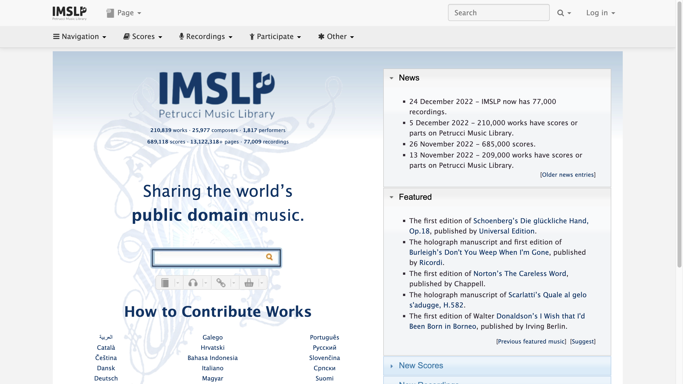 IMSLP
Petrucci Music Library
Page
Search
Log in
Navigation
Scores
Recordings
Participate
Other
IMSLP
Petrucci Music Library
210,839 works · 25,977 composers · 1,817 performers
689,118 scores · 13,122,318+ pages · 77,009 recordings
Sharing the world's
public domain music.
How to Contribute Works
العربية
Català
Čeština
Dansk
Deutsch
Galego
Hrvatski
Bahasa Indonesia
Italiano
Magyar
Português
Русский
Slovenčina
Српски
Suomi
News
24 December 2022 – IMSLP now has 77,000
recordings.
5 December 2022 – 210,000 works have scores or
parts on Petrucci Music Library.
26 November 2022 – 685,000 scores.
13 November 2022 – 209,000 works have scores or
parts on Petrucci Music Library.
[Older news entries]
Featured
The first edition of Schoenberg's Die glückliche Hand,
Op.18, published by Universal Edition.
The holograph manuscript and first edition of
Burleigh's Don't You Weep When I'm Gone, published
by Ricordi.
The first edition of Norton's The Careless Word,
published by Chappell.
The holograph manuscript of Scarlatti's Quale al gelo
s'adugge, H.582.
The first edition of Walter Donaldson's I Wish that I'd
Been Born in Borneo, published by Irving Berlin.
[Previous featured music] [Suggest]
New Scores
New Recordings